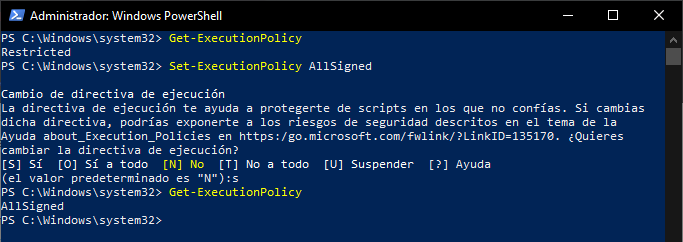 Administrador: Windows PowerShell
PS C:\Windows\system32> Get-ExecutionPolicy
Restricted
PS C:\Windows\system32> Set-ExecutionPolicy AllSigned
Cambio de directiva de ejecución
La directiva de ejecución te ayuda a protegerte de scripts en los que no confías. Si cambias
dicha directiva, podrías exponerte a los riesgos de seguridad descritos en el tema de la
Ayuda about_Execution_Policies en https:/go.microsoft.com/fwlink/?LinkID=135170. ¿Quieres
cambiar la directiva de ejecución?
[S] Sí  [O] Sí a todo  [N] No  [T] No a todo  [U] Suspender  [?] Ayuda
(el valor predeterminado es "N"):s
PS C:\Windows\system32> Get-ExecutionPolicy
AllSigned
PS C:\Windows\system32>